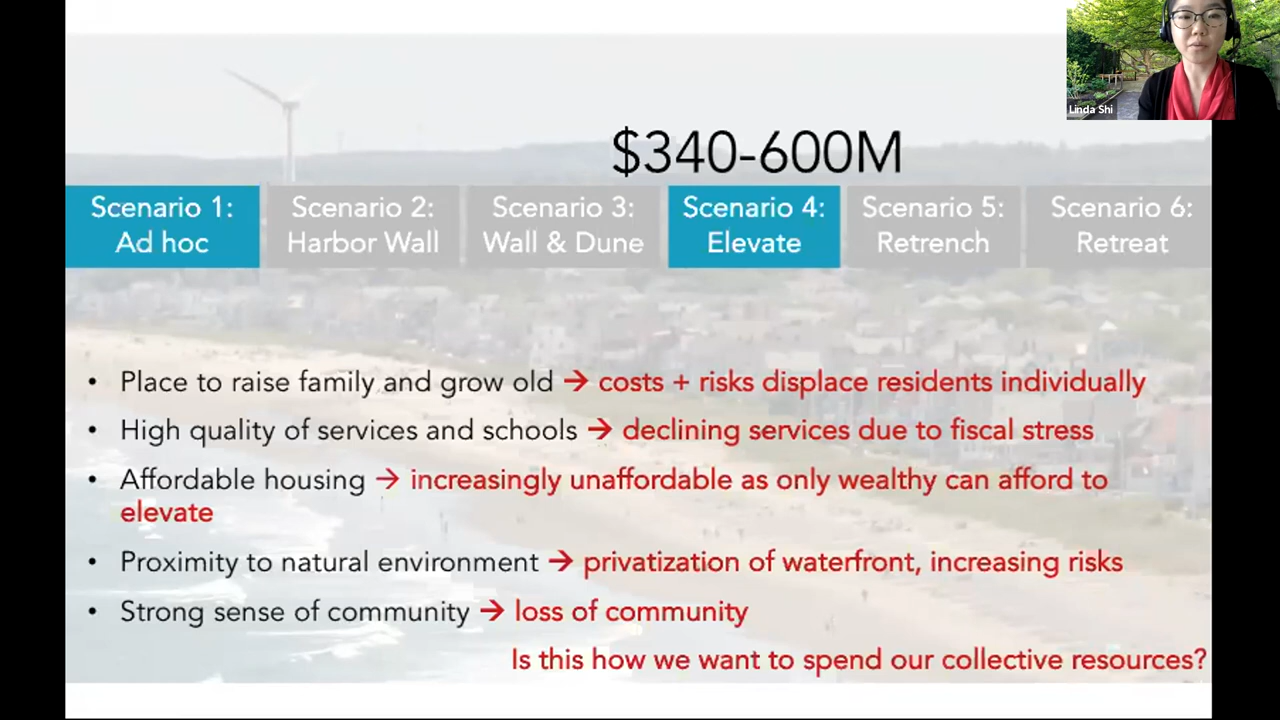 Linda Shi
$340-600M
Scenario 1:
Ad hoc
Scenario 2:
Harbor Wall
Scenario 3:
Wall & Dune
Scenario 4:
Elevate
Scenario 5:
Retrench
Scenario 6:
Retreat
• Place to raise family and grow old → costs + risks displace residents individually
• High quality of services and schools → declining services due to fiscal stress
• Affordable housing → increasingly unaffordable as only wealthy can afford to
elevate
• Proximity to natural environment → privatization of waterfront, increasing risks
• Strong sense of community → loss of community
Is this how we want to spend our collective resources?